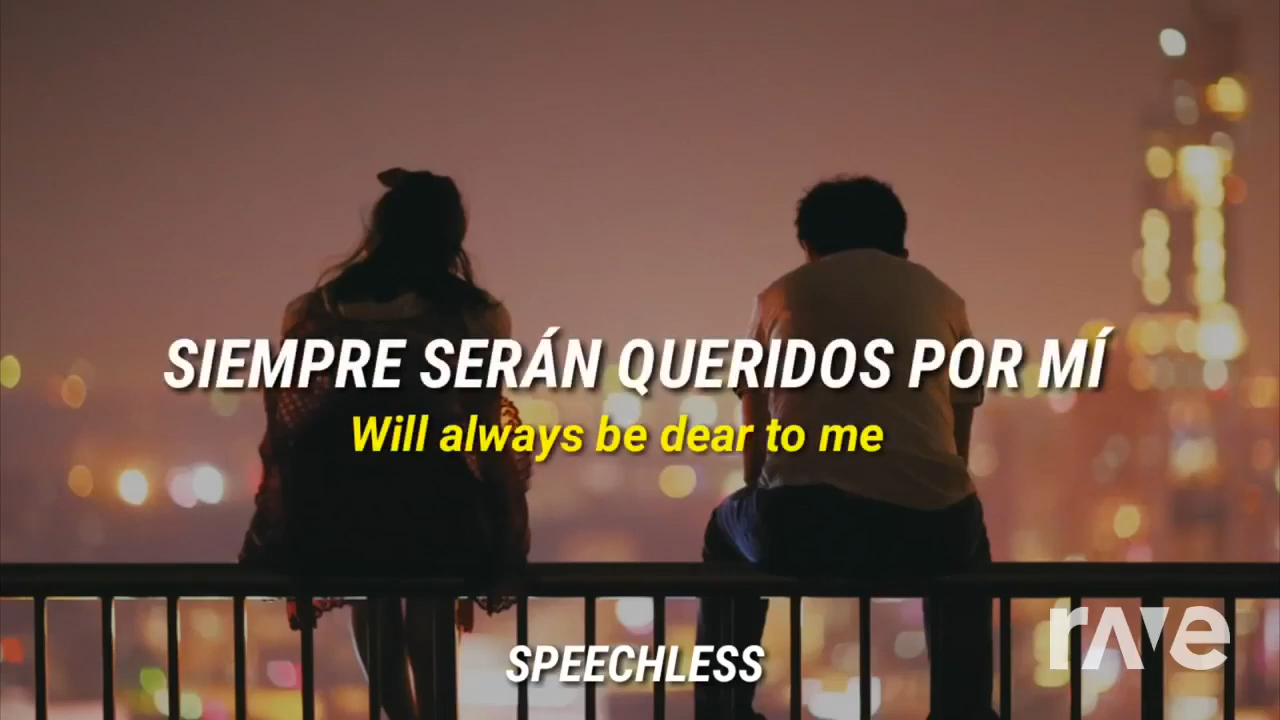 SIEMPRE SERÁN QUERIDOS POR MÍ
Will always be dear to me
SPEECHLESS
rave